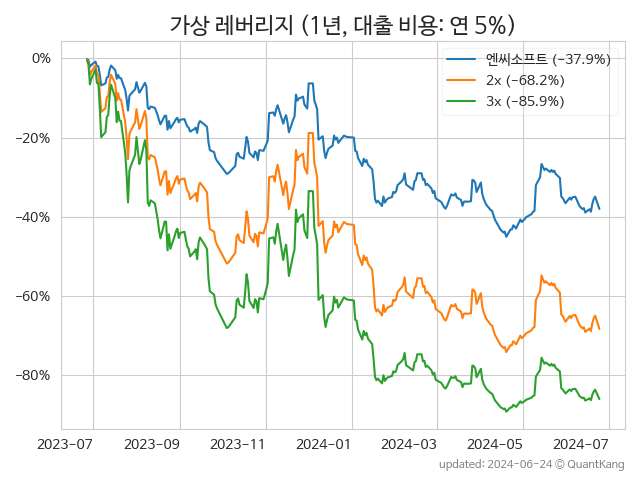 가상 레버리지 (1년, 대출 비용: 연 5%)
엔씨소프트 (−37.9%)
2x (−68.2%)
3x (−85.9%)
0%
−20%
−40%
−60%
−80%
2023-07
2023-09
2023-11
2024-01
2024-03
2024-05
2024-07
updated: 2024-06-24 © QuantKang